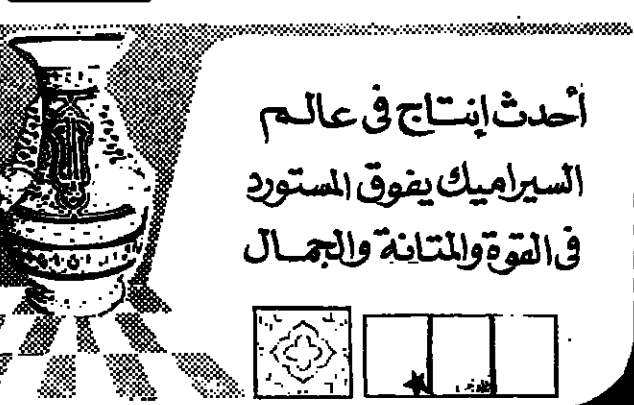 أحدث إنتاج فى عالم
السيراميك يفوق المستورد
فى القوة والمتانة والجمال